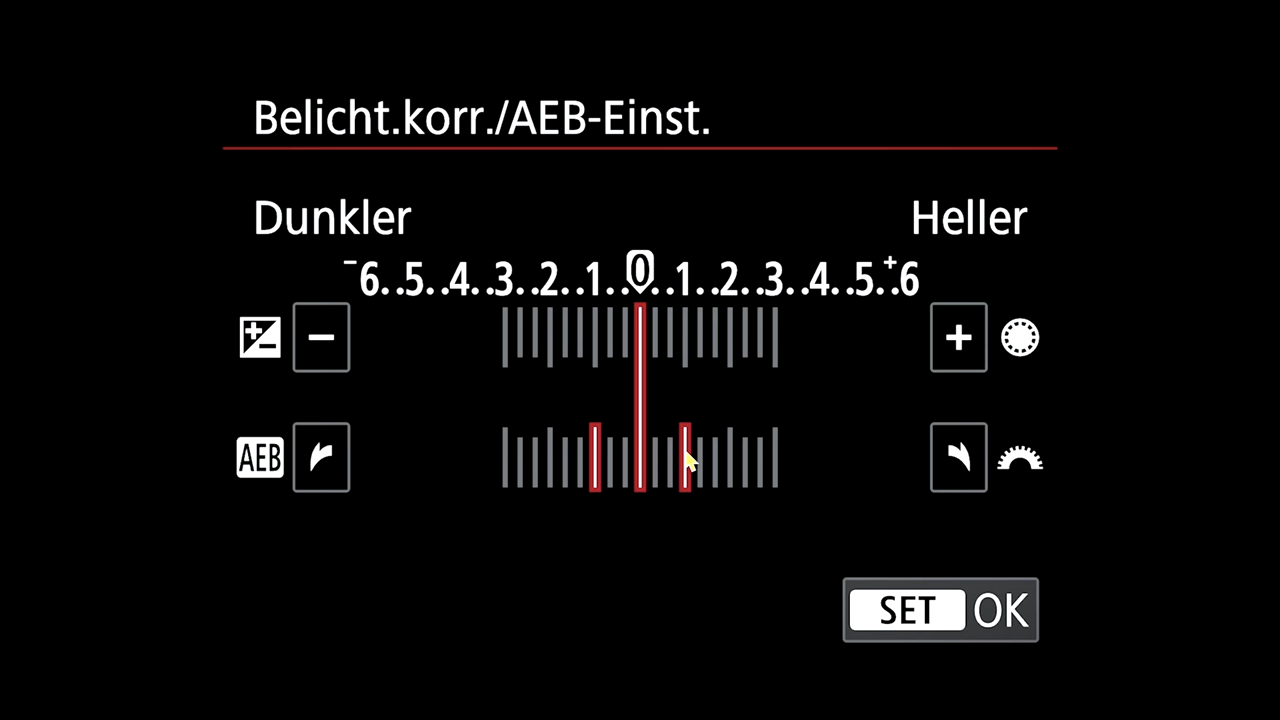 Belicht.korr./AEB-Einst.
Dunkler Heller
-6..5..4..3..2..1..0..1..2..3..4..5..+6
− +
AEB
SET OK